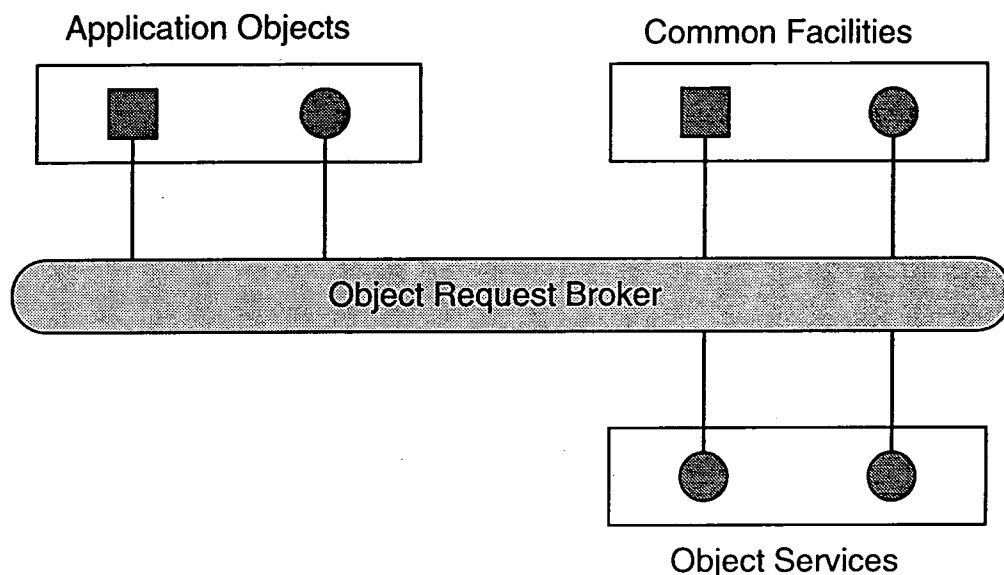 Application Objects
Common Facilities
Object Request Broker
Object Services